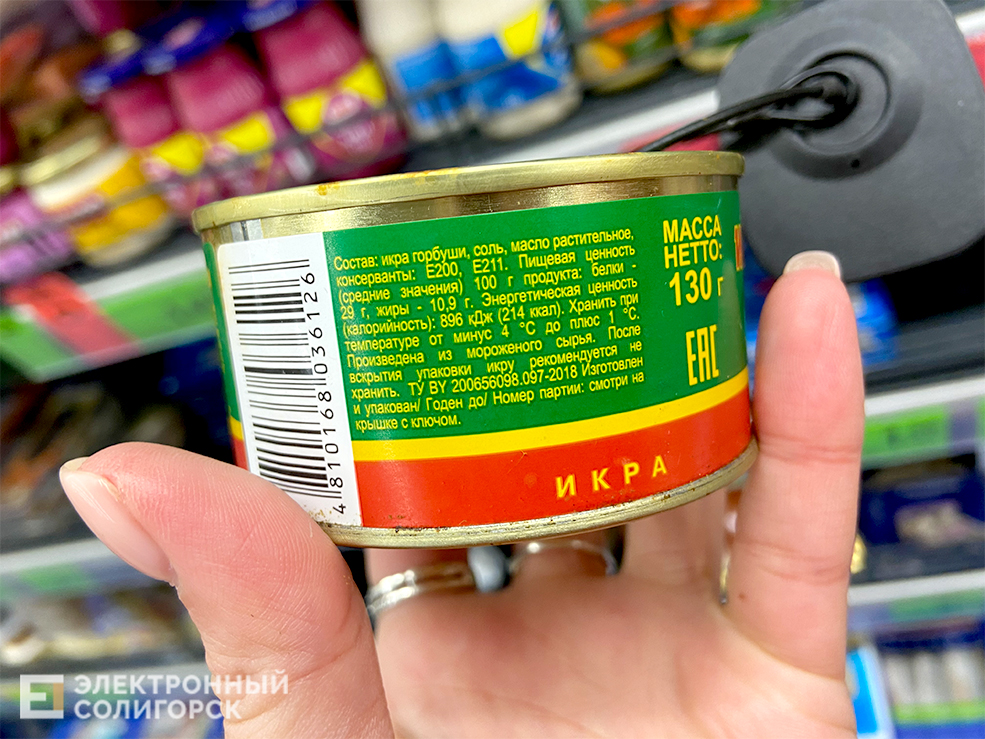 Состав: икра горбуши, соль, масло растительное,
консерванты: Е200, Е211. Пищевая ценность
(средние значения) 100 г продукта: белки -
29 г, жиры - 10,9 г. Энергетическая ценность
(калорийность): 896 кДж (214 ккал). Хранить при
температуре от минус 4 °С до плюс 1 °С.
Произведена из мороженого сырья. После
вскрытия упаковки икру рекомендуется не
хранить. ТУ BY 200656098.097-2018 Изготовлен
и упакован/ Годен до/ Номер партии: смотри на
крышке с ключом.
МАССА
НЕТТО:
130 г
ЕАС
ИКРА
4 810168 036126
ЭЛЕКТРОННЫЙ
СОЛИГОРСК